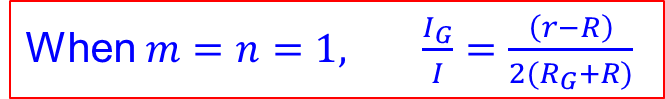 When m = n = 1, I_G/I = (r−R)/2(R_G+R)